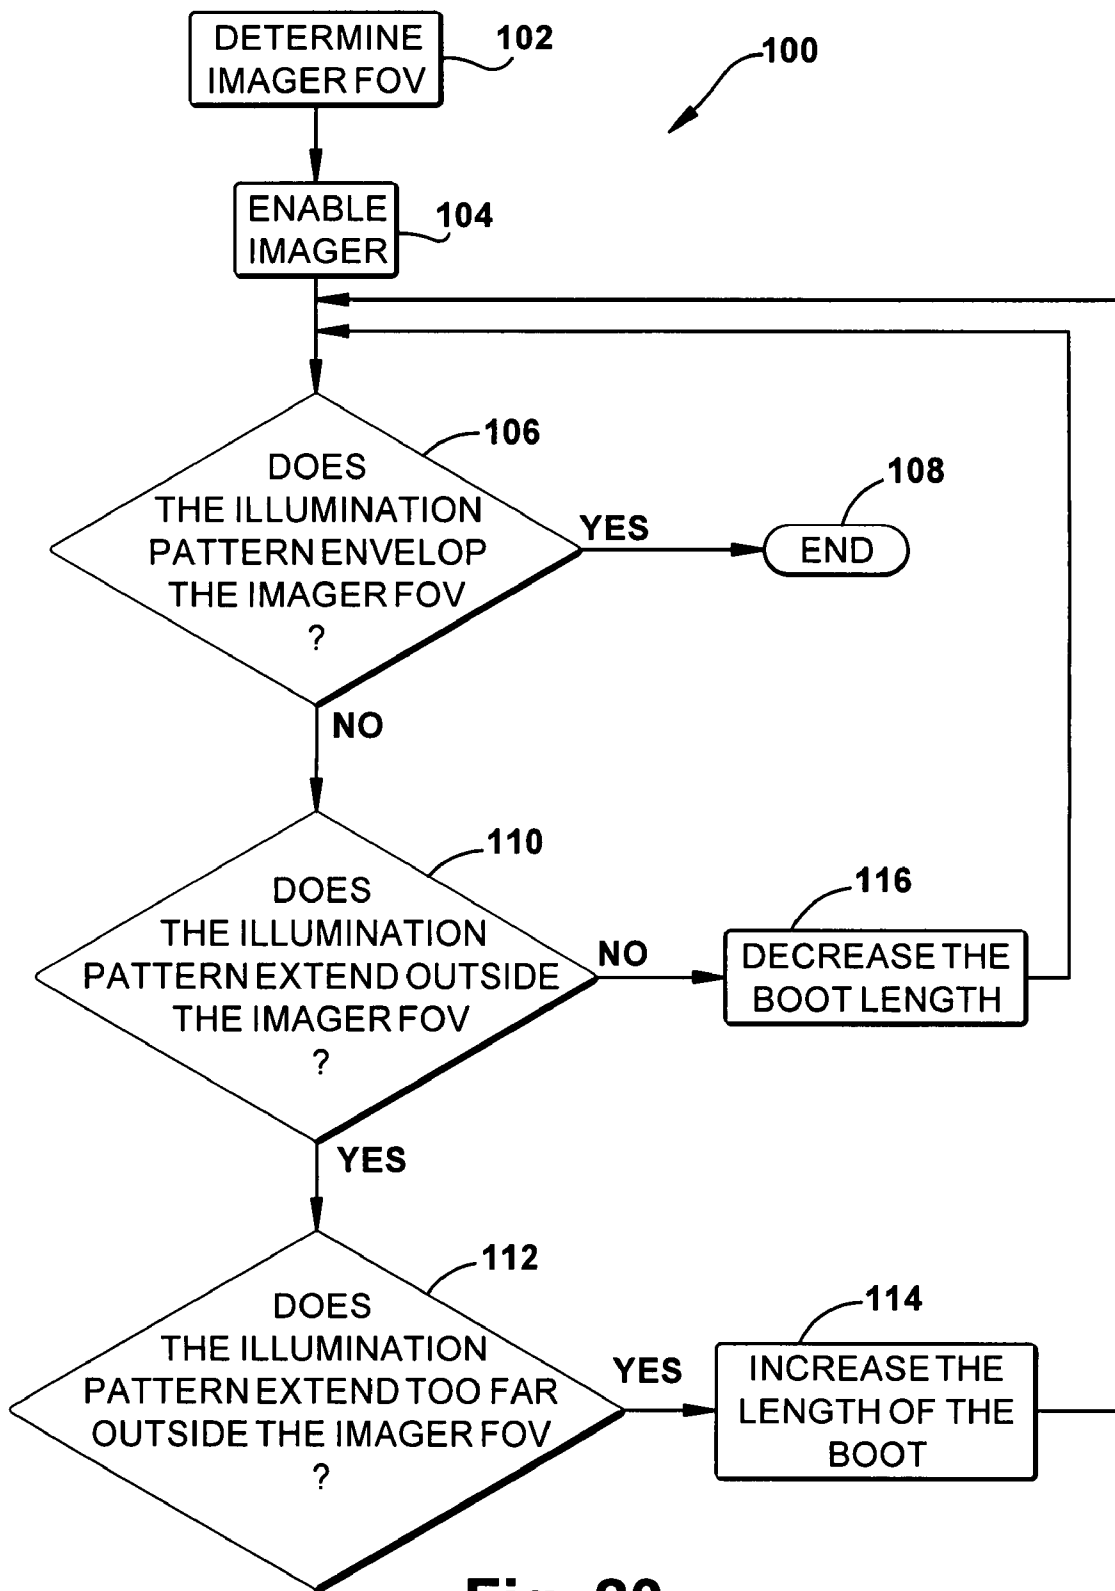 DETERMINE
IMAGER FOV
102
100
ENABLE
IMAGER
104
106
DOES
THE ILLUMINATION
PATTERN ENVELOP
THE IMAGER FOV
?
YES
108
END
NO
110
DOES
THE ILLUMINATION
PATTERN EXTEND OUTSIDE
THE IMAGER FOV
?
NO
116
DECREASE THE
BOOT LENGTH
YES
112
DOES
THE ILLUMINATION
PATTERN EXTEND TOO FAR
OUTSIDE THE IMAGER FOV
?
YES
114
INCREASE THE
LENGTH OF THE
BOOT